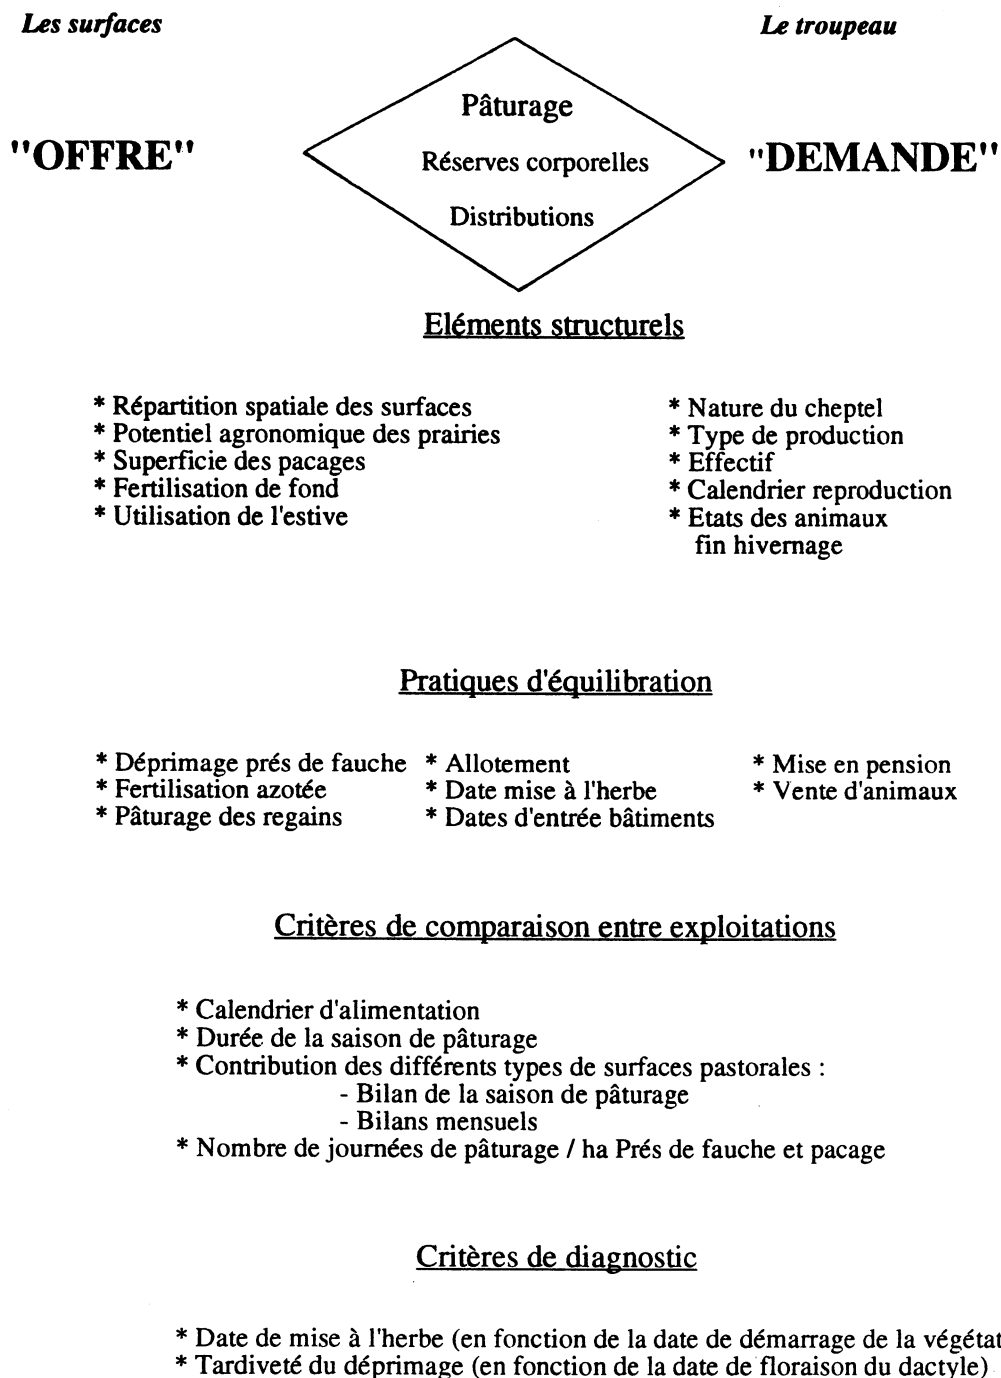 Les surfaces
Le troupeau
Pâturage
"OFFRE"
Réserves corporelles
"DEMANDE"
Distributions
Eléments structurels
* Répartition spatiale des surfaces
* Potentiel agronomique des prairies
* Superficie des pacages
* Fertilisation de fond
* Utilisation de l'estive
* Nature du cheptel
* Type de production
* Effectif
* Calendrier reproduction
* Etats des animaux
fin hivernage
Pratiques d'équilibration
* Déprimage prés de fauche
* Fertilisation azotée
* Pâturage des regains
* Allotement
* Date mise à l'herbe
* Dates d'entrée bâtiments
* Mise en pension
* Vente d'animaux
Critères de comparaison entre exploitations
* Calendrier d'alimentation
* Durée de la saison de pâturage
* Contribution des différents types de surfaces pastorales :
- Bilan de la saison de pâturage
- Bilans mensuels
* Nombre de journées de pâturage / ha Prés de fauche et pacage
Critères de diagnostic
* Date de mise à l'herbe (en fonction de la date de démarrage de la végétat
* Tardiveté du déprimage (en fonction de la date de floraison du dactyle)